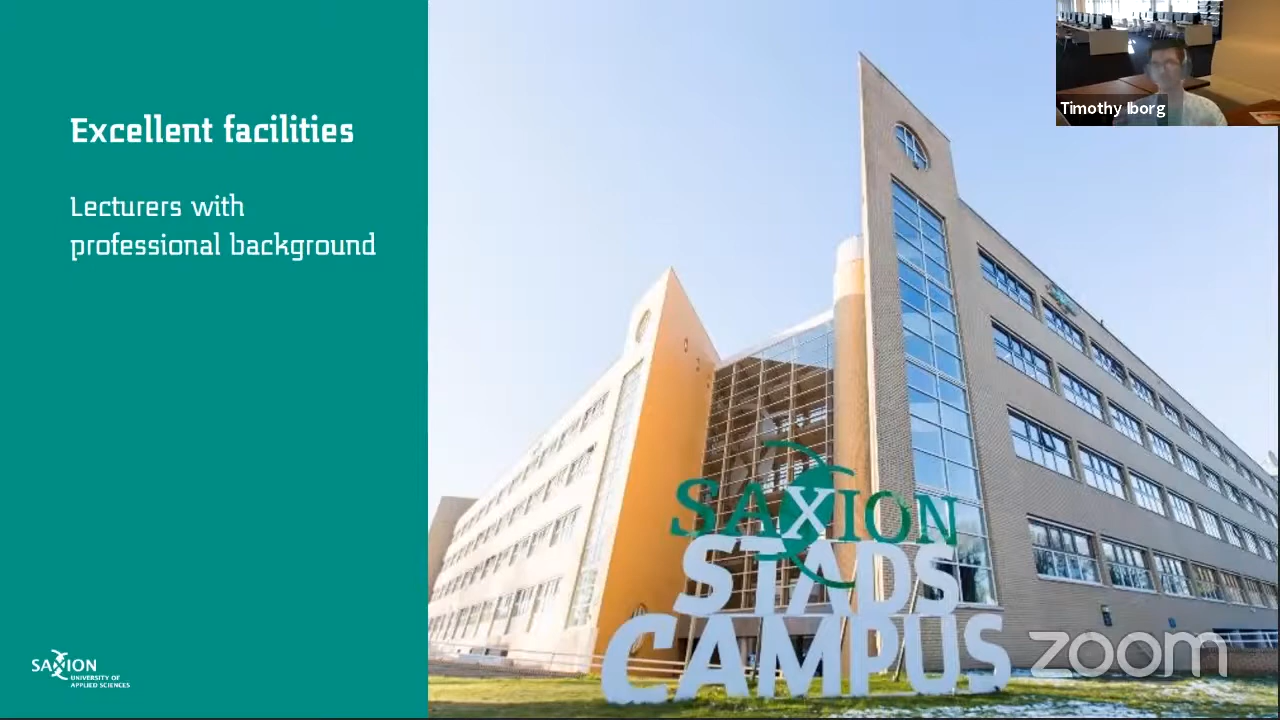 Excellent facilities
Lecturers with
professional background
Timothy Iborg
SAXION
STADS
CAMPUS
SAXION
UNIVERSITY OF
APPLIED SCIENCES
zoom